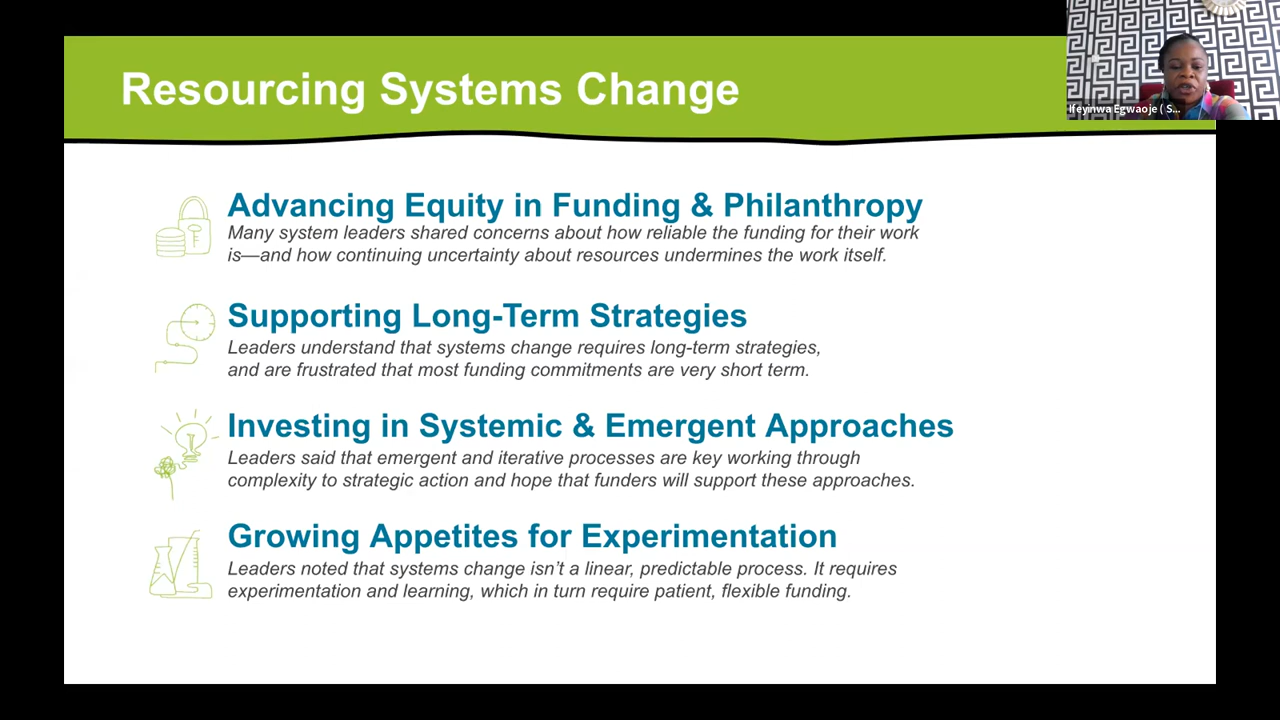 Resourcing Systems Change
Ifeyinwa Egwaoje ( S...
Advancing Equity in Funding & Philanthropy
Many system leaders shared concerns about how reliable the funding for their work
is—and how continuing uncertainty about resources undermines the work itself.
Supporting Long-Term Strategies
Leaders understand that systems change requires long-term strategies,
and are frustrated that most funding commitments are very short term.
Investing in Systemic & Emergent Approaches
Leaders said that emergent and iterative processes are key working through
complexity to strategic action and hope that funders will support these approaches.
Growing Appetites for Experimentation
Leaders noted that systems change isn’t a linear, predictable process. It requires
experimentation and learning, which in turn require patient, flexible funding.